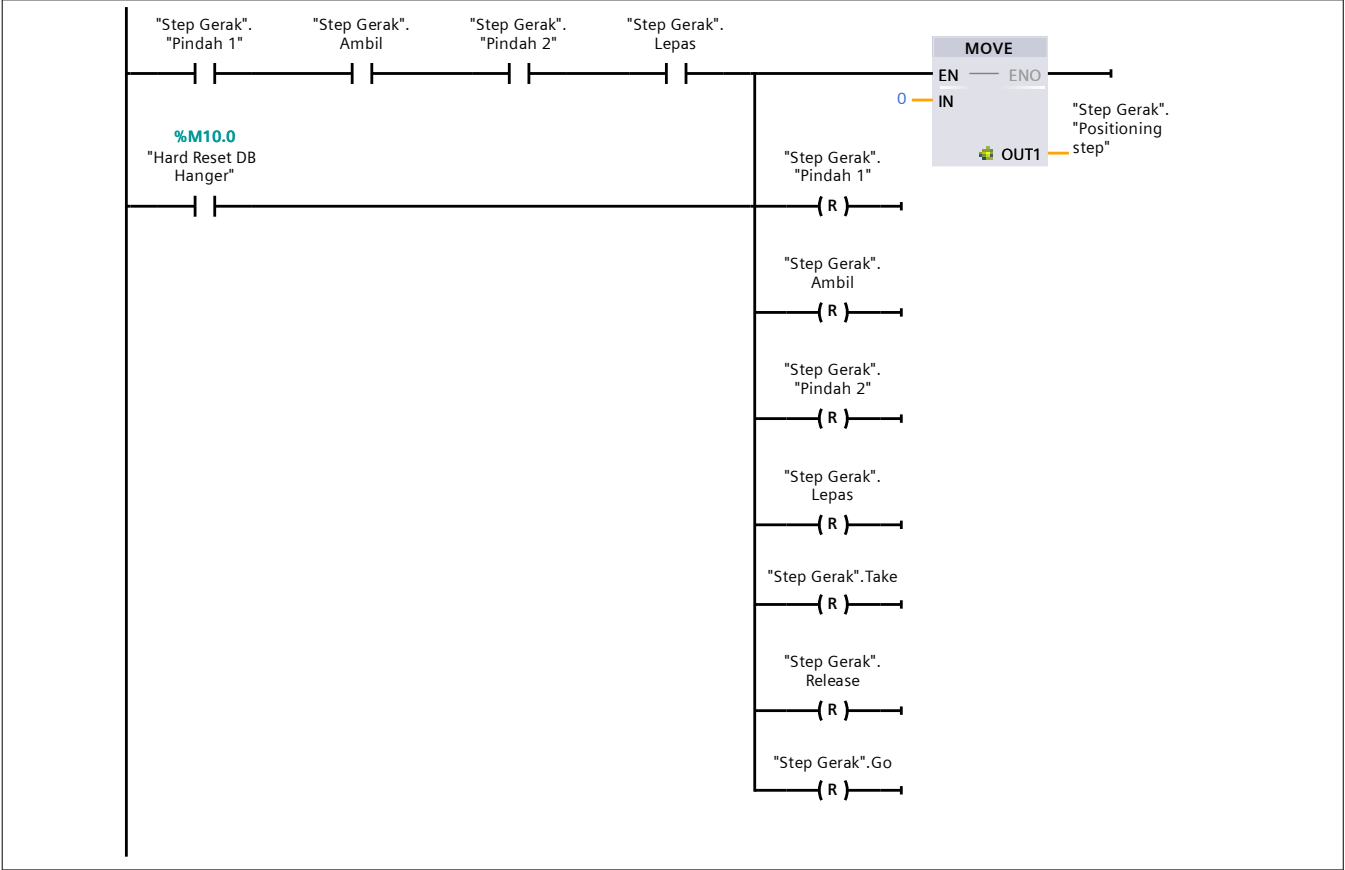 "Step Gerak".
"Pindah 1"
"Step Gerak".
Ambil
"Step Gerak".
"Pindah 2"
"Step Gerak".
Lepas
MOVE
EN
ENO
0
IN
OUT1
"Step Gerak".
"Positioning
step"
%M10.0
"Hard Reset DB
Hanger"
"Step Gerak".
"Pindah 1"
R
"Step Gerak".
Ambil
R
"Step Gerak".
"Pindah 2"
R
"Step Gerak".
Lepas
R
"Step Gerak".Take
R
"Step Gerak".
Release
R
"Step Gerak".Go
R